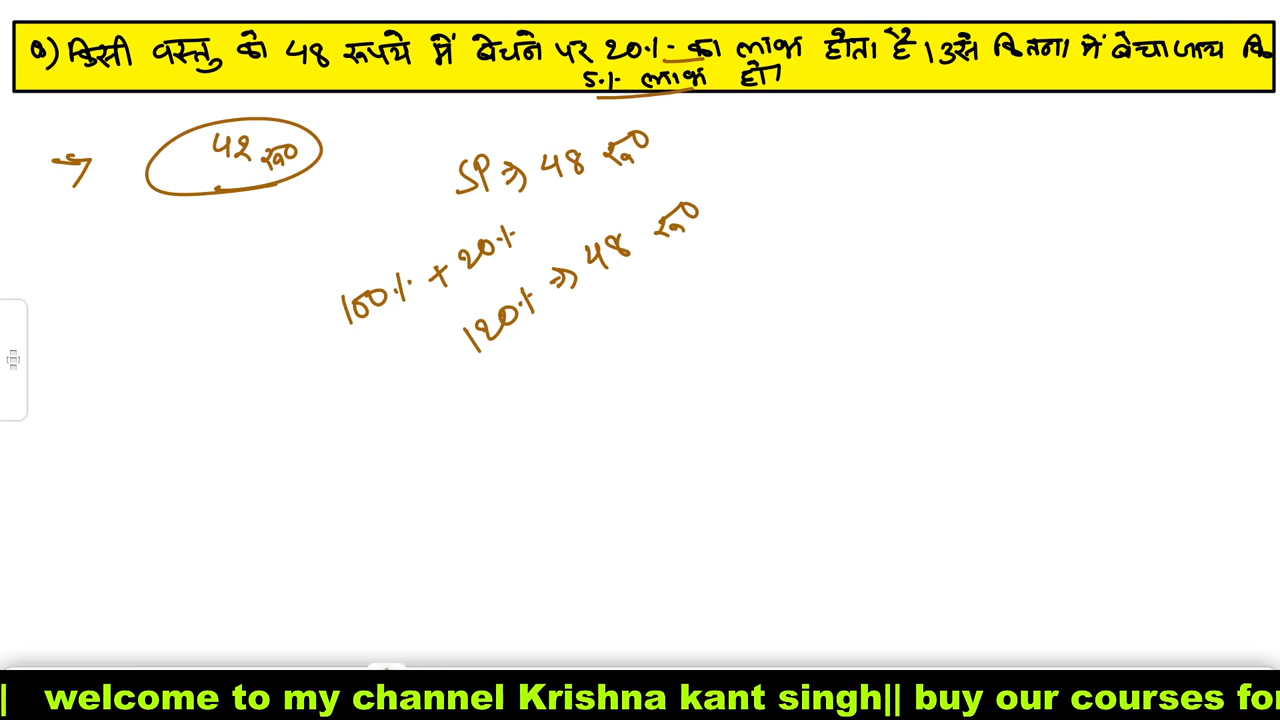 Q) किसी वस्तु को 48 रूपये में बेचने पर 20% का लाभ होता है। उसे कितना में बेचा जाय कि
5% लाभ हो।
→ 42 रू०
SP ⇒ 48 रू०
100% + 20%
120% ⇒ 48 रू०
|| welcome to my channel Krishna kant singh|| buy our courses fo